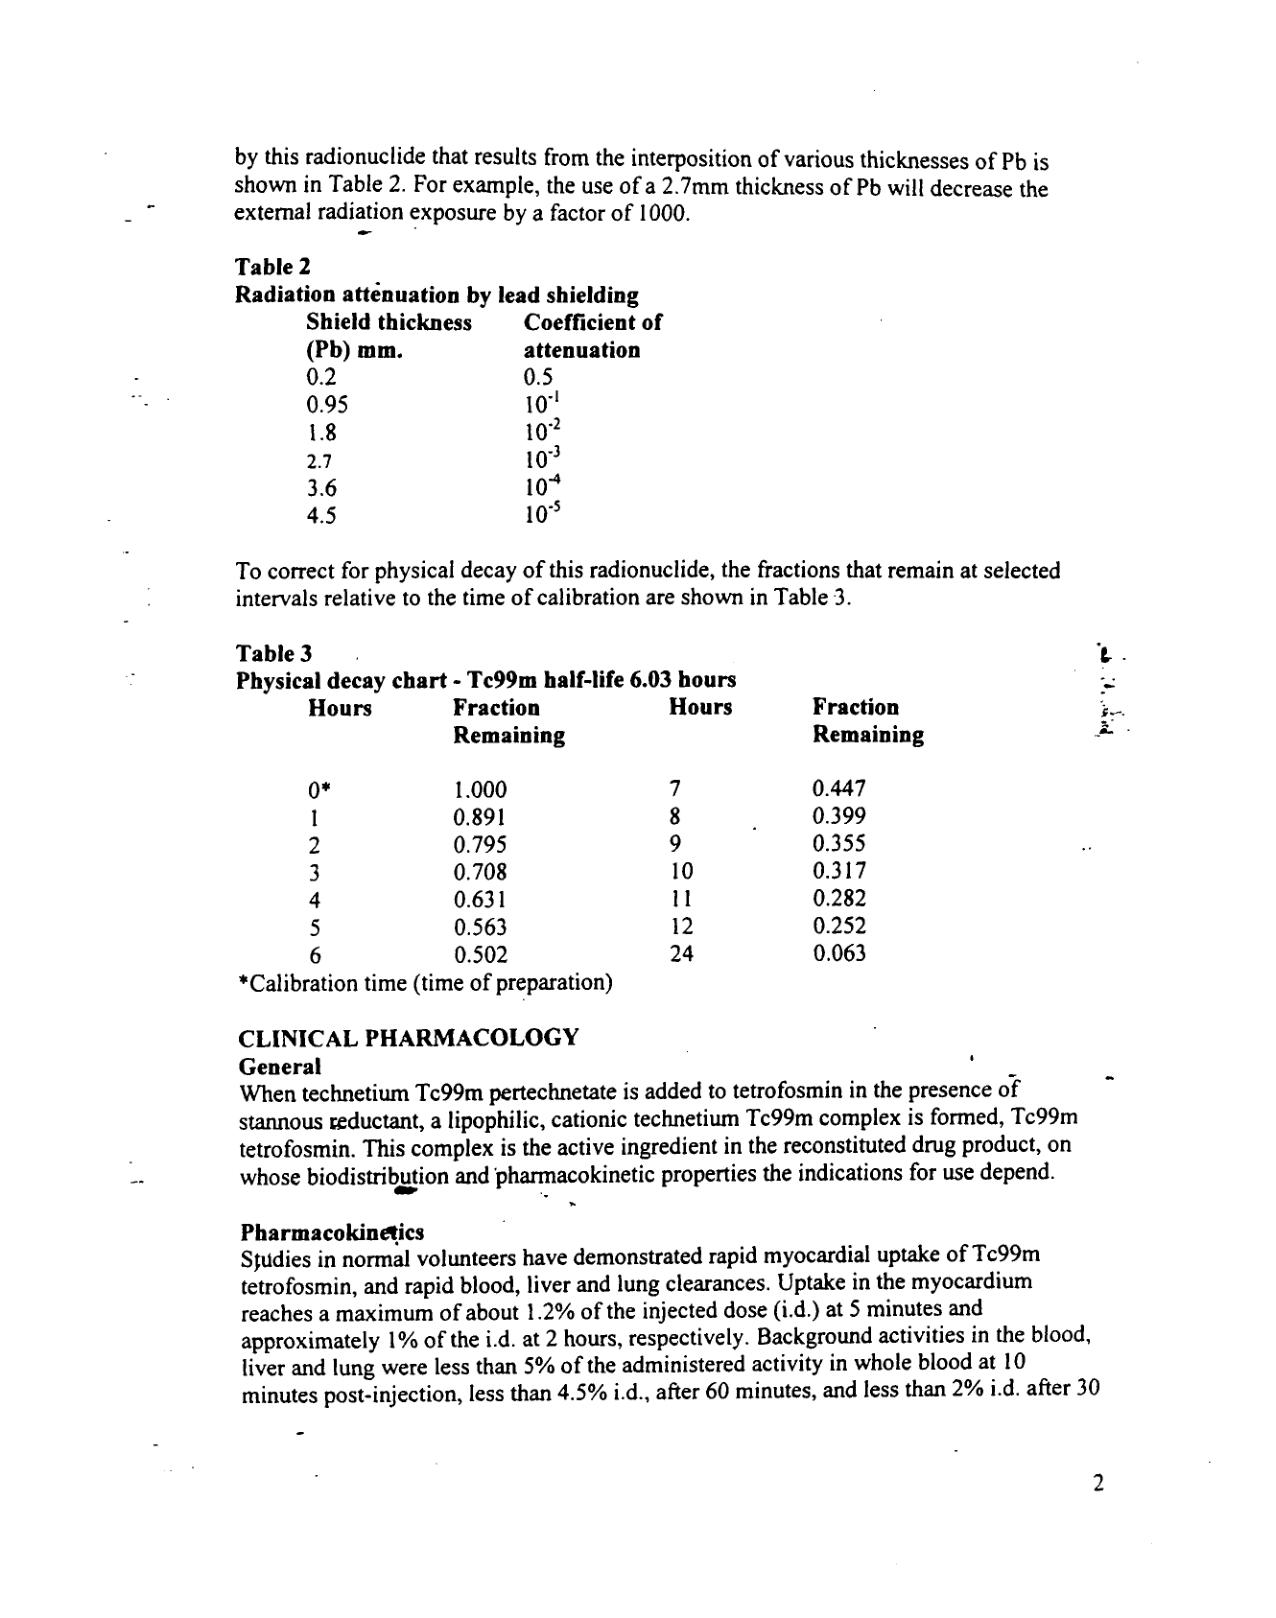 by this radionuclide that results from the interposition of various thicknesses of Pb is
shown in Table 2. For example, the use of a 2.7mm thickness of Pb will decrease the
external radiation exposure by a factor of 1000.
Table 2
Radiation attenuation by lead shielding
Shield thickness Coefficient of
(Pb) mm. attenuation
0.2 0.5
0.95 10⁻¹
1.8 10⁻²
2.7 10⁻³
3.6 10⁻⁴
4.5 10⁻⁵
To correct for physical decay of this radionuclide, the fractions that remain at selected
intervals relative to the time of calibration are shown in Table 3.
Table 3
Physical decay chart - Tc99m half-life 6.03 hours
Hours Fraction Hours Fraction
Remaining Remaining
0* 1.000 7 0.447
1 0.891 8 0.399
2 0.795 9 0.355
3 0.708 10 0.317
4 0.631 11 0.282
5 0.563 12 0.252
6 0.502 24 0.063
*Calibration time (time of preparation)
CLINICAL PHARMACOLOGY
General
When technetium Tc99m pertechnetate is added to tetrofosmin in the presence of
stannous reductant, a lipophilic, cationic technetium Tc99m complex is formed, Tc99m
tetrofosmin. This complex is the active ingredient in the reconstituted drug product, on
whose biodistribution and pharmacokinetic properties the indications for use depend.
Pharmacokinetics
Studies in normal volunteers have demonstrated rapid myocardial uptake of Tc99m
tetrofosmin, and rapid blood, liver and lung clearances. Uptake in the myocardium
reaches a maximum of about 1.2% of the injected dose (i.d.) at 5 minutes and
approximately 1% of the i.d. at 2 hours, respectively. Background activities in the blood,
liver and lung were less than 5% of the administered activity in whole blood at 10
minutes post-injection, less than 4.5% i.d., after 60 minutes, and less than 2% i.d. after 30
2